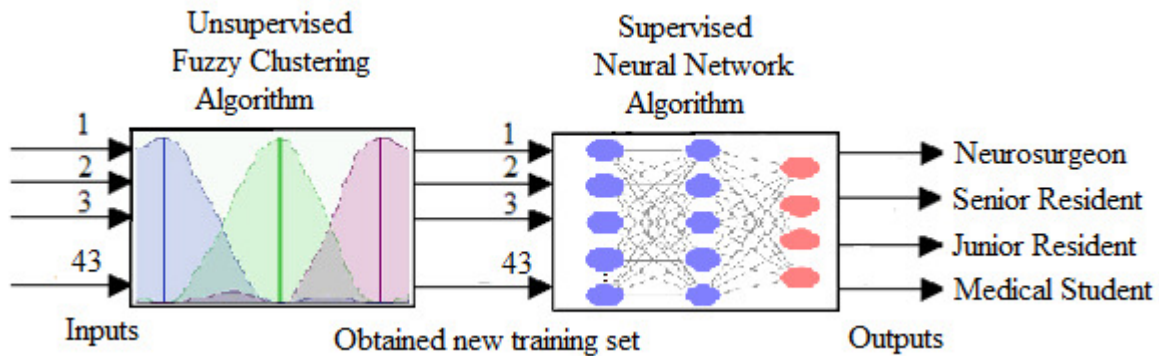 Unsupervised
Fuzzy Clustering
Algorithm
Supervised
Neural Network
Algorithm
1
2
3
43
1
2
3
43
Neurosurgeon
Senior Resident
Junior Resident
Medical Student
Inputs
Obtained new training set
Outputs